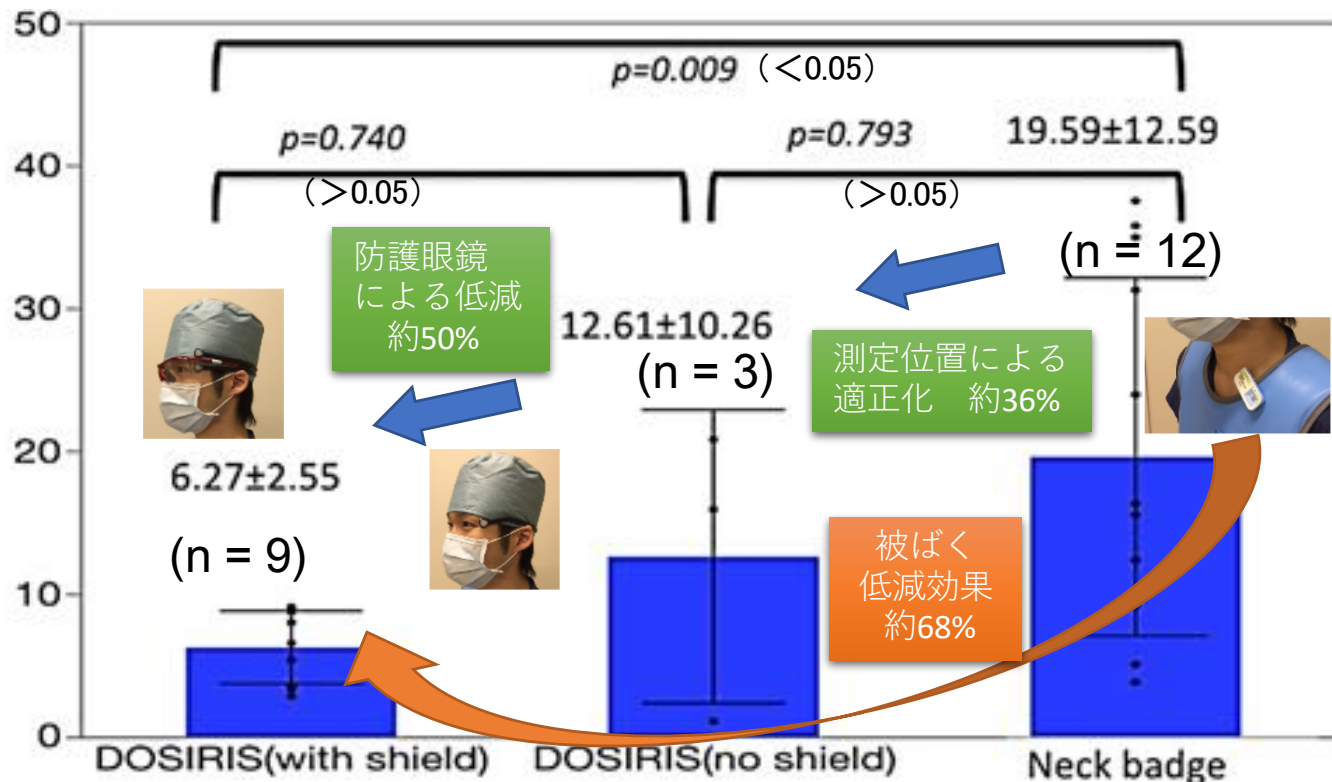 50
40
30
20
10
0
p=0.009（＜0.05）
p=0.740
（＞0.05）
p=0.793
（＞0.05）
19.59±12.59
(n = 12)
防護眼鏡
による低減
約50%
12.61±10.26
(n = 3)
測定位置による
適正化　約36%
6.27±2.55
(n = 9)
被ばく
低減効果
約68%
DOSIRIS(with shield)
DOSIRIS(no shield)
Neck badge